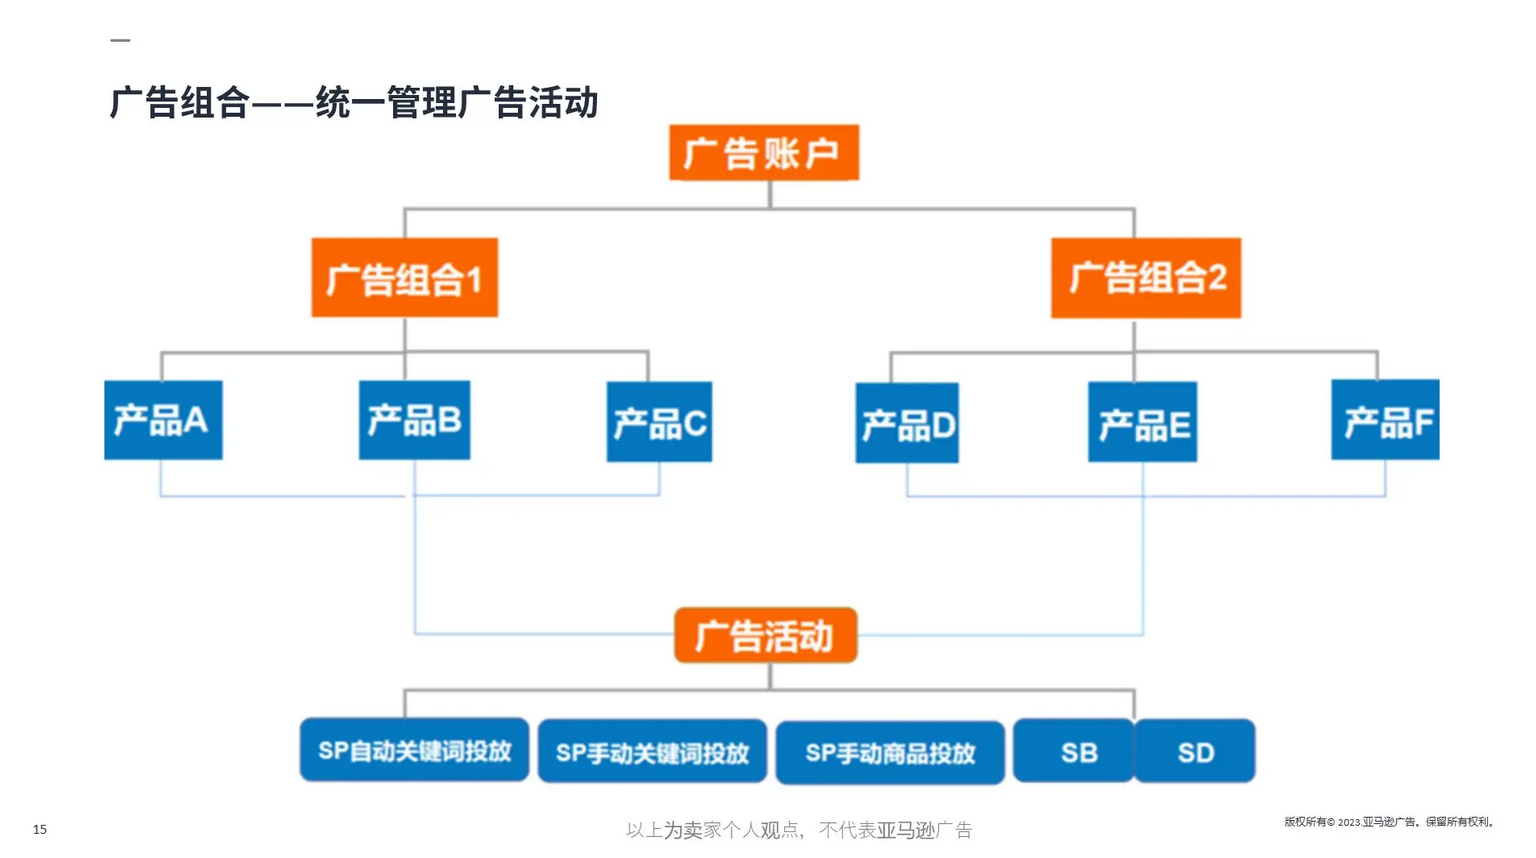 广告组合——统一管理广告活动
广告账户
广告组合1
广告组合2
产品A
产品B
产品C
产品D
产品E
产品F
广告活动
SP自动关键词投放
SP手动关键词投放
SP手动商品投放
SB
SD
15
以上为卖家个人观点，不代表亚马逊广告
版权所有© 2023.亚马逊广告。保留所有权利。